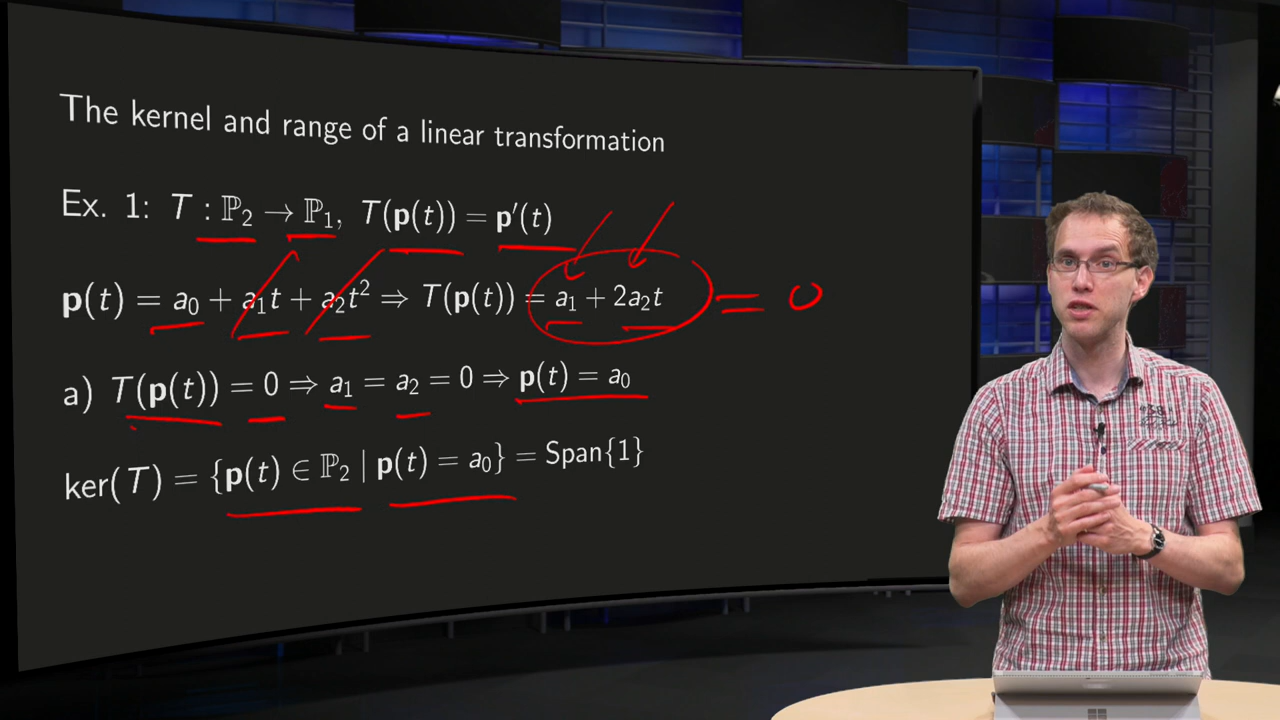 The kernel and range of a linear transformation
Ex. 1: T : ℙ₂ → ℙ₁, T(p(t)) = p′(t)
p(t) = a₀ + a₁t + a₂t² ⇒ T(p(t)) = a₁ + 2a₂t = 0
a) T(p(t)) = 0 ⇒ a₁ = a₂ = 0 ⇒ p(t) = a₀
ker(T) = {p(t) ∈ ℙ₂ | p(t) = a₀} = Span{1}